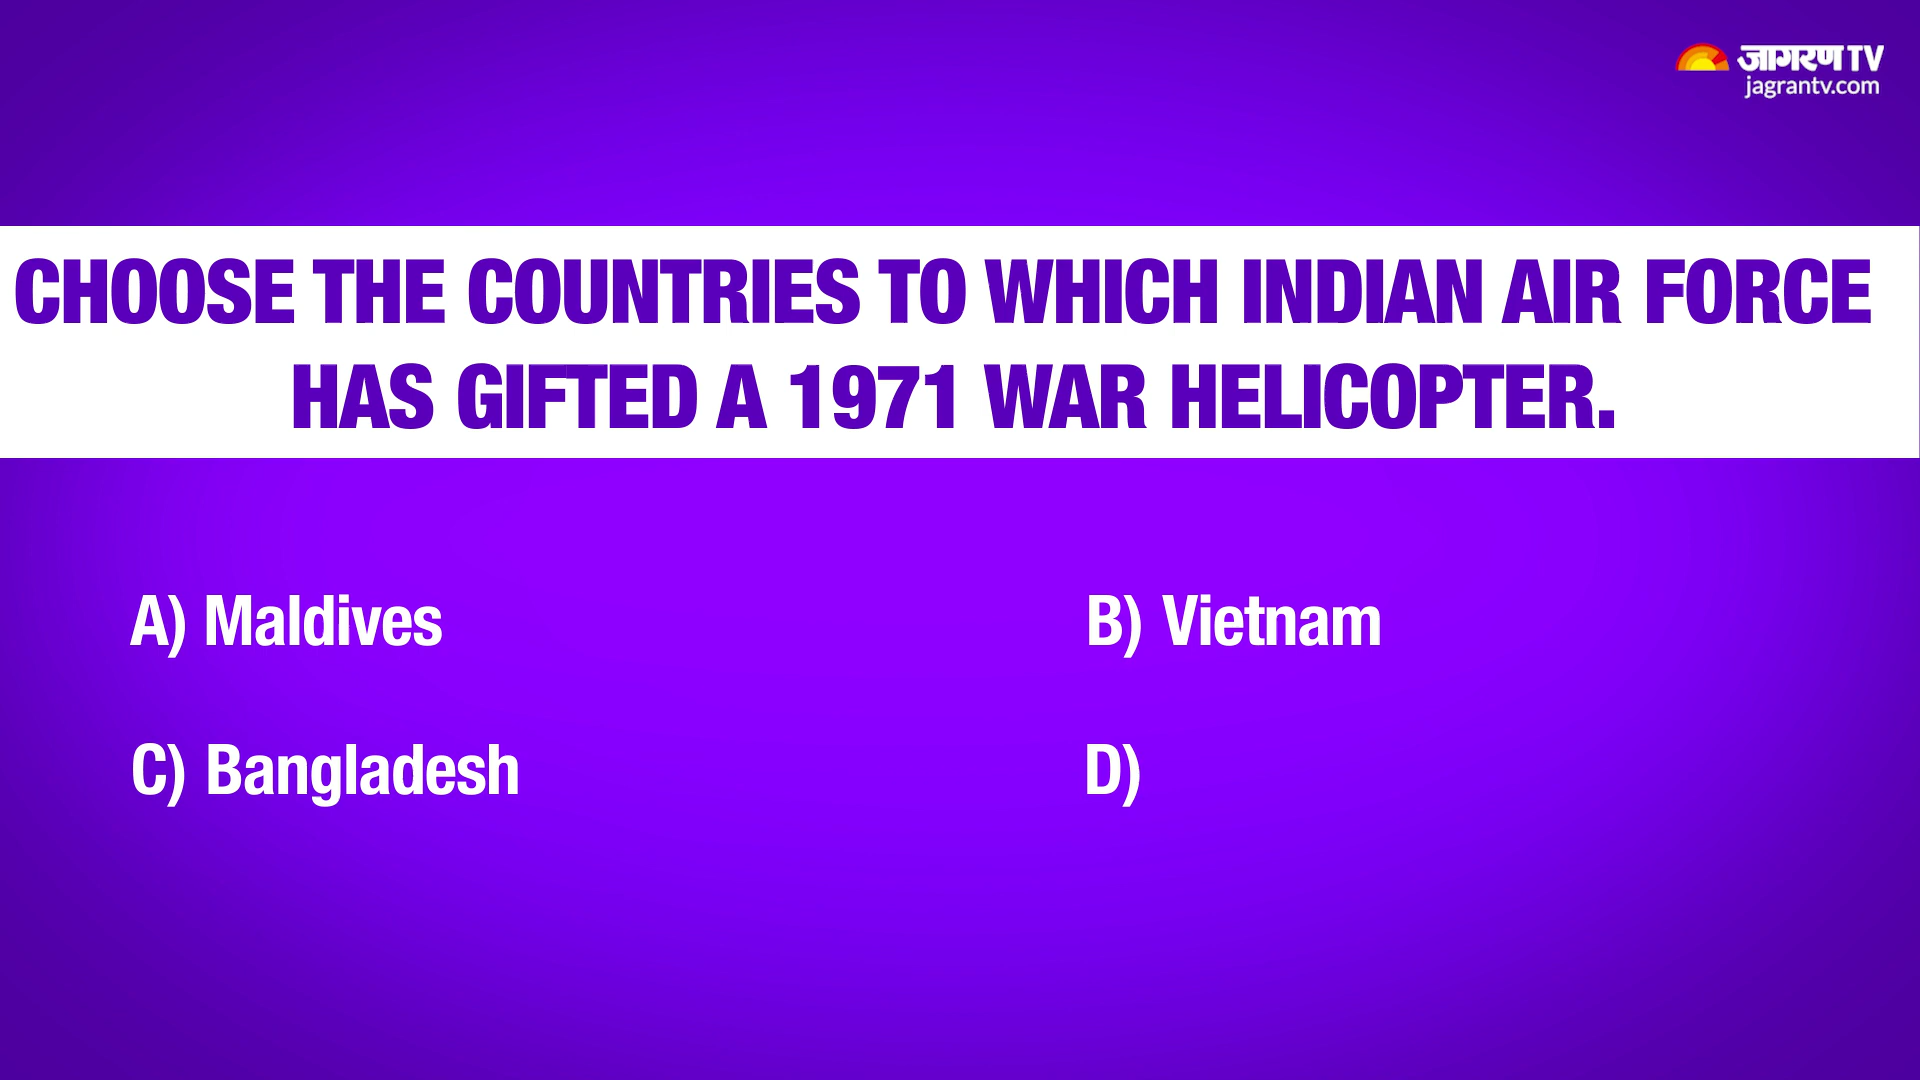 जागरण TV
jagrantv.com
CHOOSE THE COUNTRIES TO WHICH INDIAN AIR FORCE
HAS GIFTED A 1971 WAR HELICOPTER.
A) Maldives
B) Vietnam
C) Bangladesh
D)